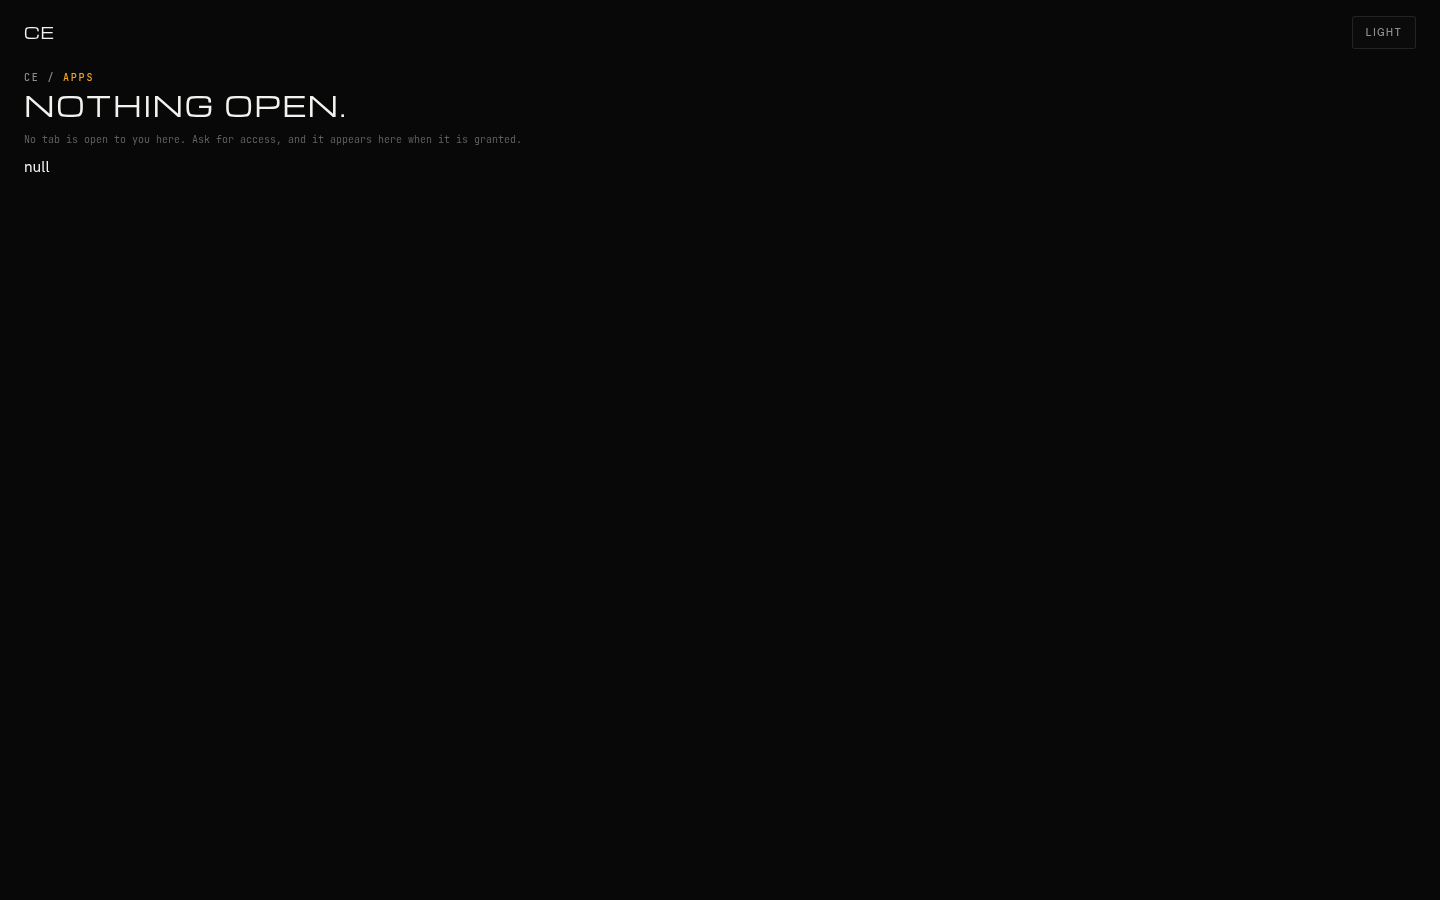 CE
LIGHT
CE / APPS
NOTHING OPEN.
No tab is open to you here. Ask for access, and it appears here when it is granted.
null